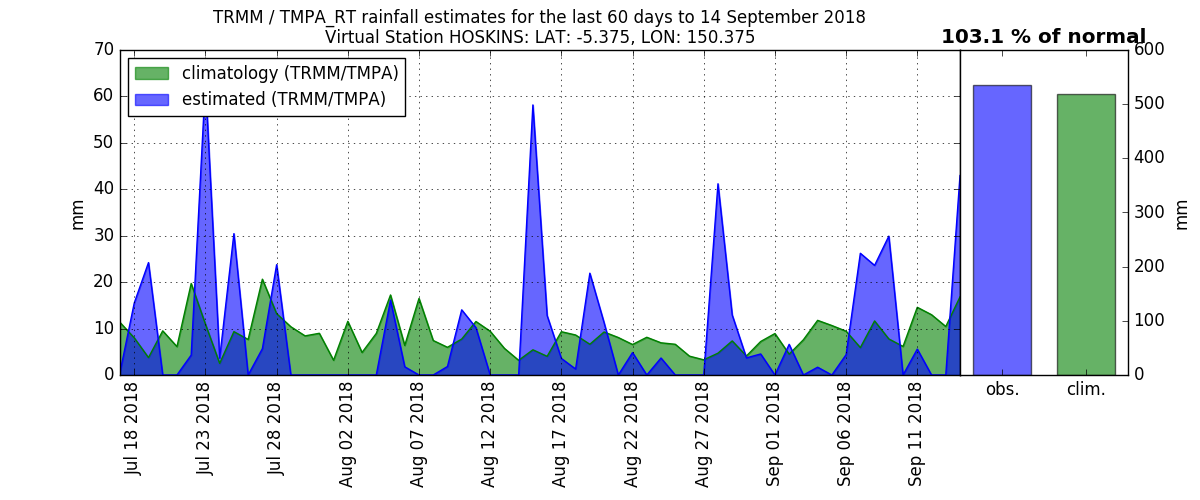 TRMM / TMPA_RT rainfall estimates for the last 60 days to 14 September 2018
Virtual Station HOSKINS: LAT: -5.375, LON: 150.375
103.1 % of normal
climatology (TRMM/TMPA)
estimated (TRMM/TMPA)
70
60
50
40
30
20
10
0
mm
Jul 18 2018
Jul 23 2018
Jul 28 2018
Aug 02 2018
Aug 07 2018
Aug 12 2018
Aug 17 2018
Aug 22 2018
Aug 27 2018
Sep 01 2018
Sep 06 2018
Sep 11 2018
obs.
clim.
600
500
400
300
200
100
0
mm